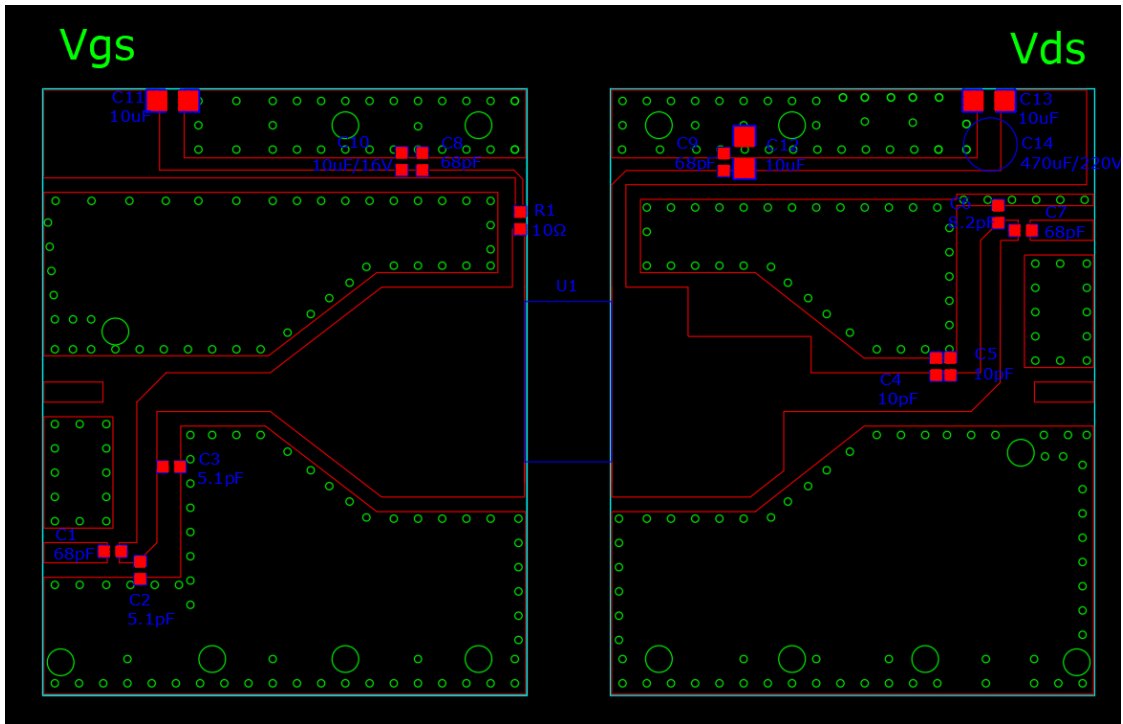 Vgs
Vds
C11
10uF
C10
10uF/16V
C8
68pF
R1
10Ω
U1
C9
68pF
C12
10uF
C13
10uF
C14
470uF/220V
C6
8.2pF
C7
68pF
C5
10pF
C4
10pF
C3
5.1pF
C1
68pF
C2
5.1pF